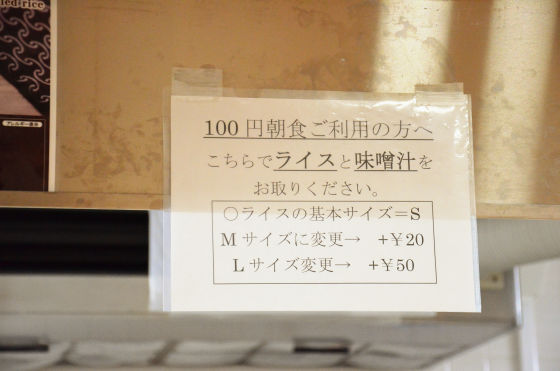 100円朝食ご利用の方へ
こちらでライスと味噌汁を
お取りください。
○ライスの基本サイズ=S
Mサイズに変更→ +￥20
Lサイズ変更→ +￥50